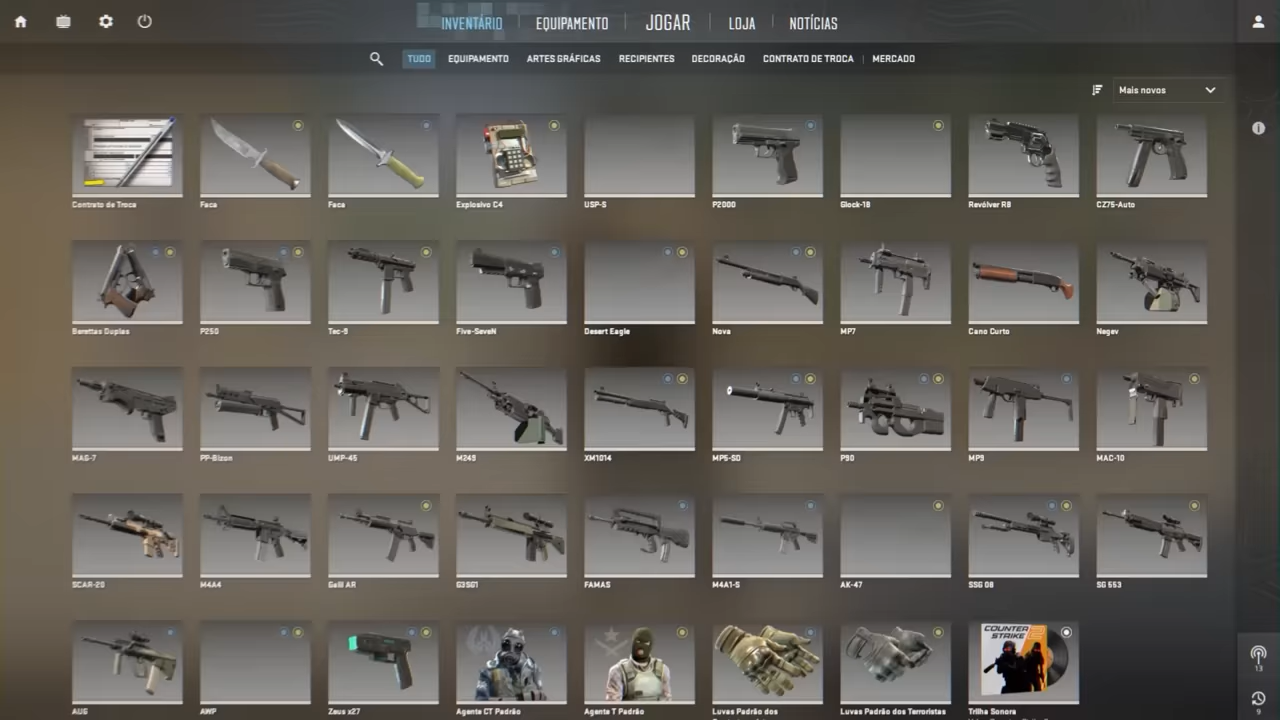 INVENTÁRIO EQUIPAMENTO JOGAR LOJA NOTÍCIAS
TUDO EQUIPAMENTO ARTES GRÁFICAS RECIPIENTES DECORAÇÃO CONTRATO DE TROCA MERCADO
Mais novos
Contrato de Troca Faca Faca Explosivo C4 USP-S P2000 Glock-18 Revólver R8 CZ75-Auto
Berettas Duplas P250 Tec-9 Five-SeveN Desert Eagle Nova MP7 Cano Curto Negev
MAG-7 PP-Bizon UMP-45 M249 XM1014 MP5-SD P90 MP9 MAC-10
SCAR-20 M4A4 Galil AR G3SG1 FAMAS M4A1-S AK-47 SSG 08 SG 553
COUNTER
STRIKE 2
13
AUG AWP Zeus x27 Agente CT Padrão Agente T Padrão Luvas Padrão dos Luvas Padrão dos Terroristas Trilha Sonora
9